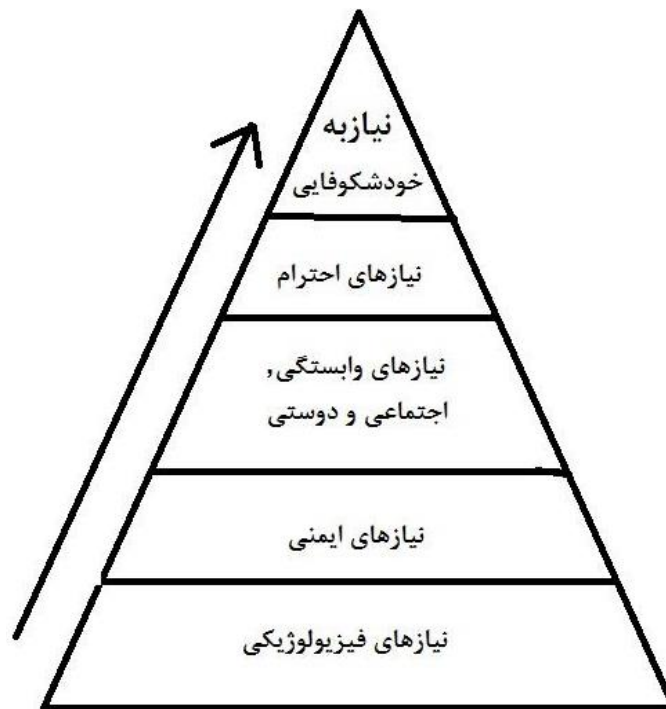 نیازبه
خودشکوفایی
نیازهای احترام
نیازهای وابستگی,
اجتماعی و دوستی
نیازهای ایمنی
نیازهای فیزیولوژیکی